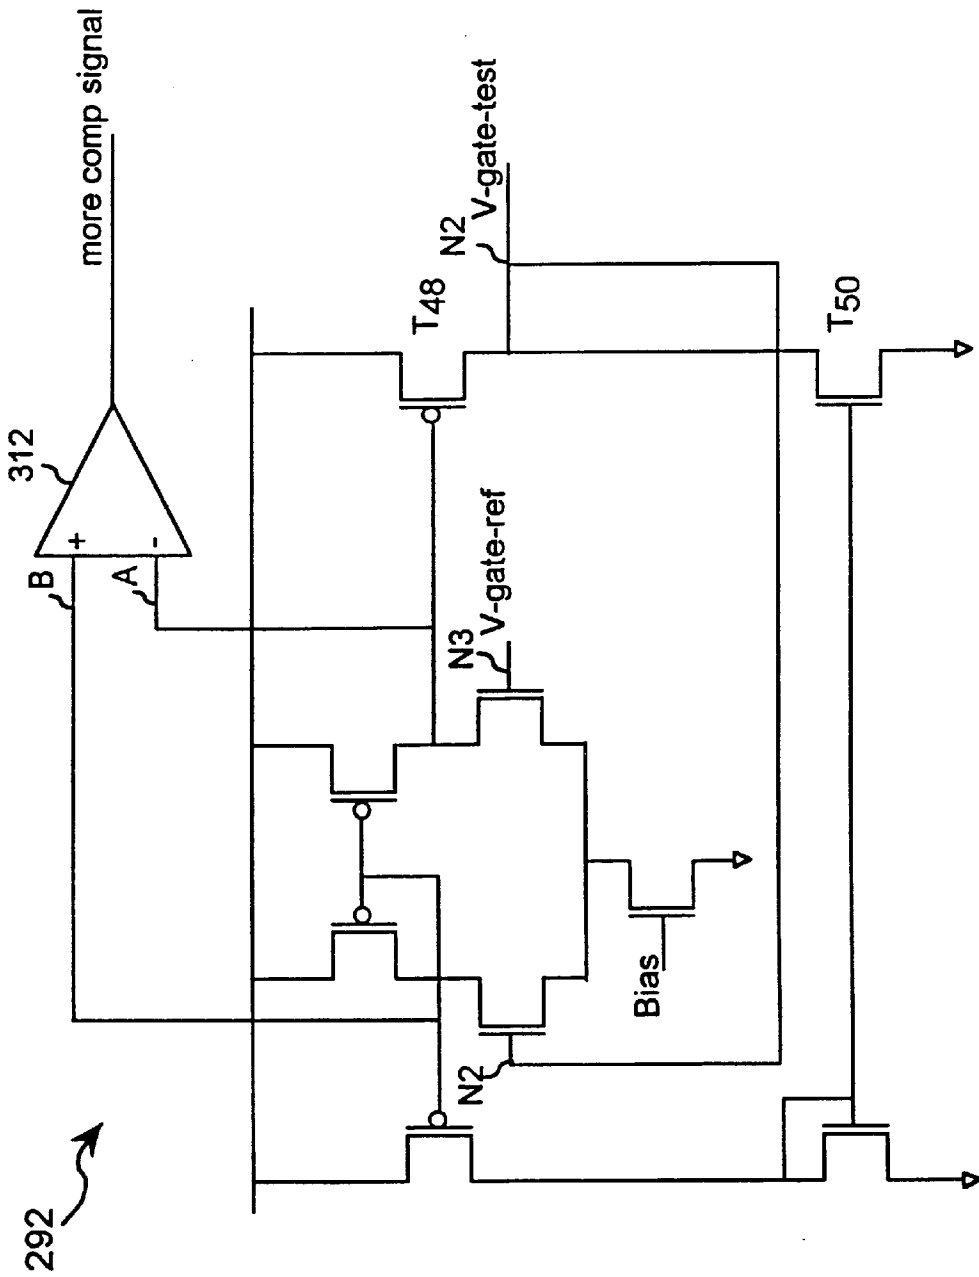 292
more comp signal
312
B
+
A
-
T48
N2
V-gate-test
N3
V-gate-ref
N2
Bias
T50